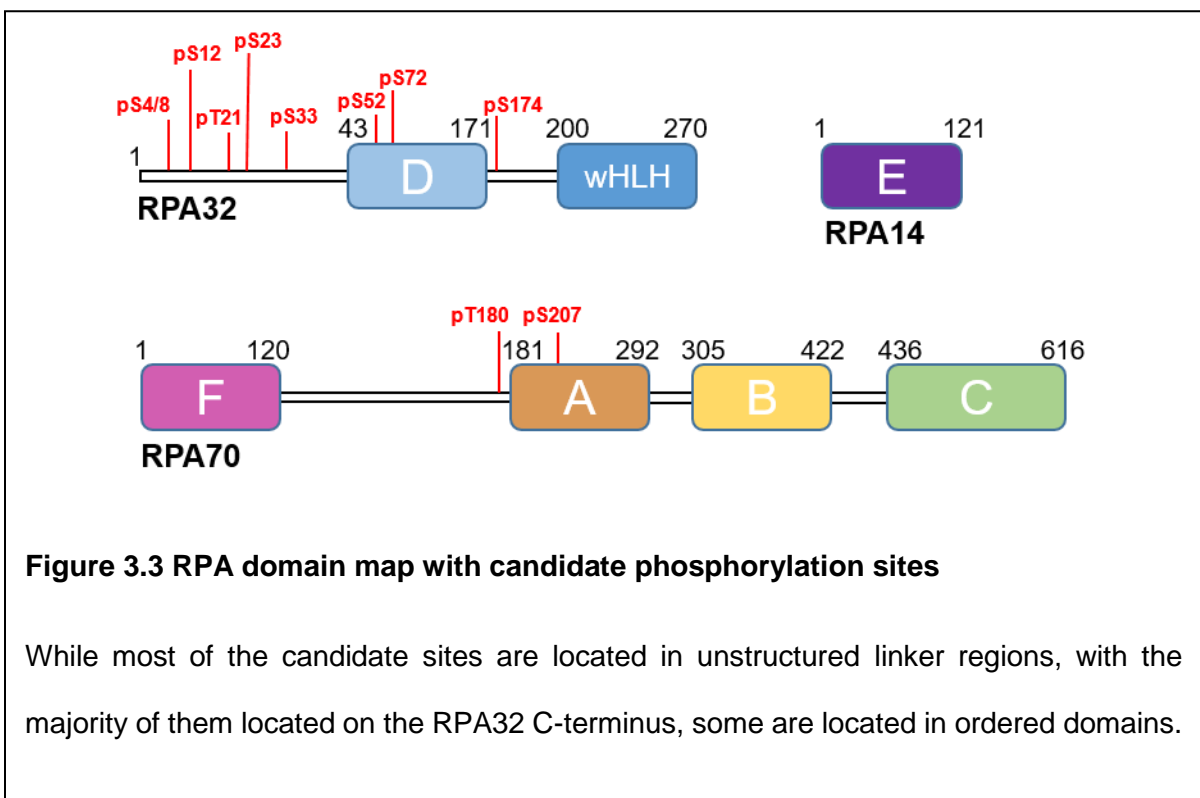 pS4/8 pS12 pT21 pS23 pS33 pS52 pS72 pS174
1 43 171 200 270 1 121
D wHLH E
RPA32 RPA14
pT180 pS207
1 120 181 292 305 422 436 616
F A B C
RPA70
Figure 3.3 RPA domain map with candidate phosphorylation sites
While most of the candidate sites are located in unstructured linker regions, with the
majority of them located on the RPA32 C-terminus, some are located in ordered domains.